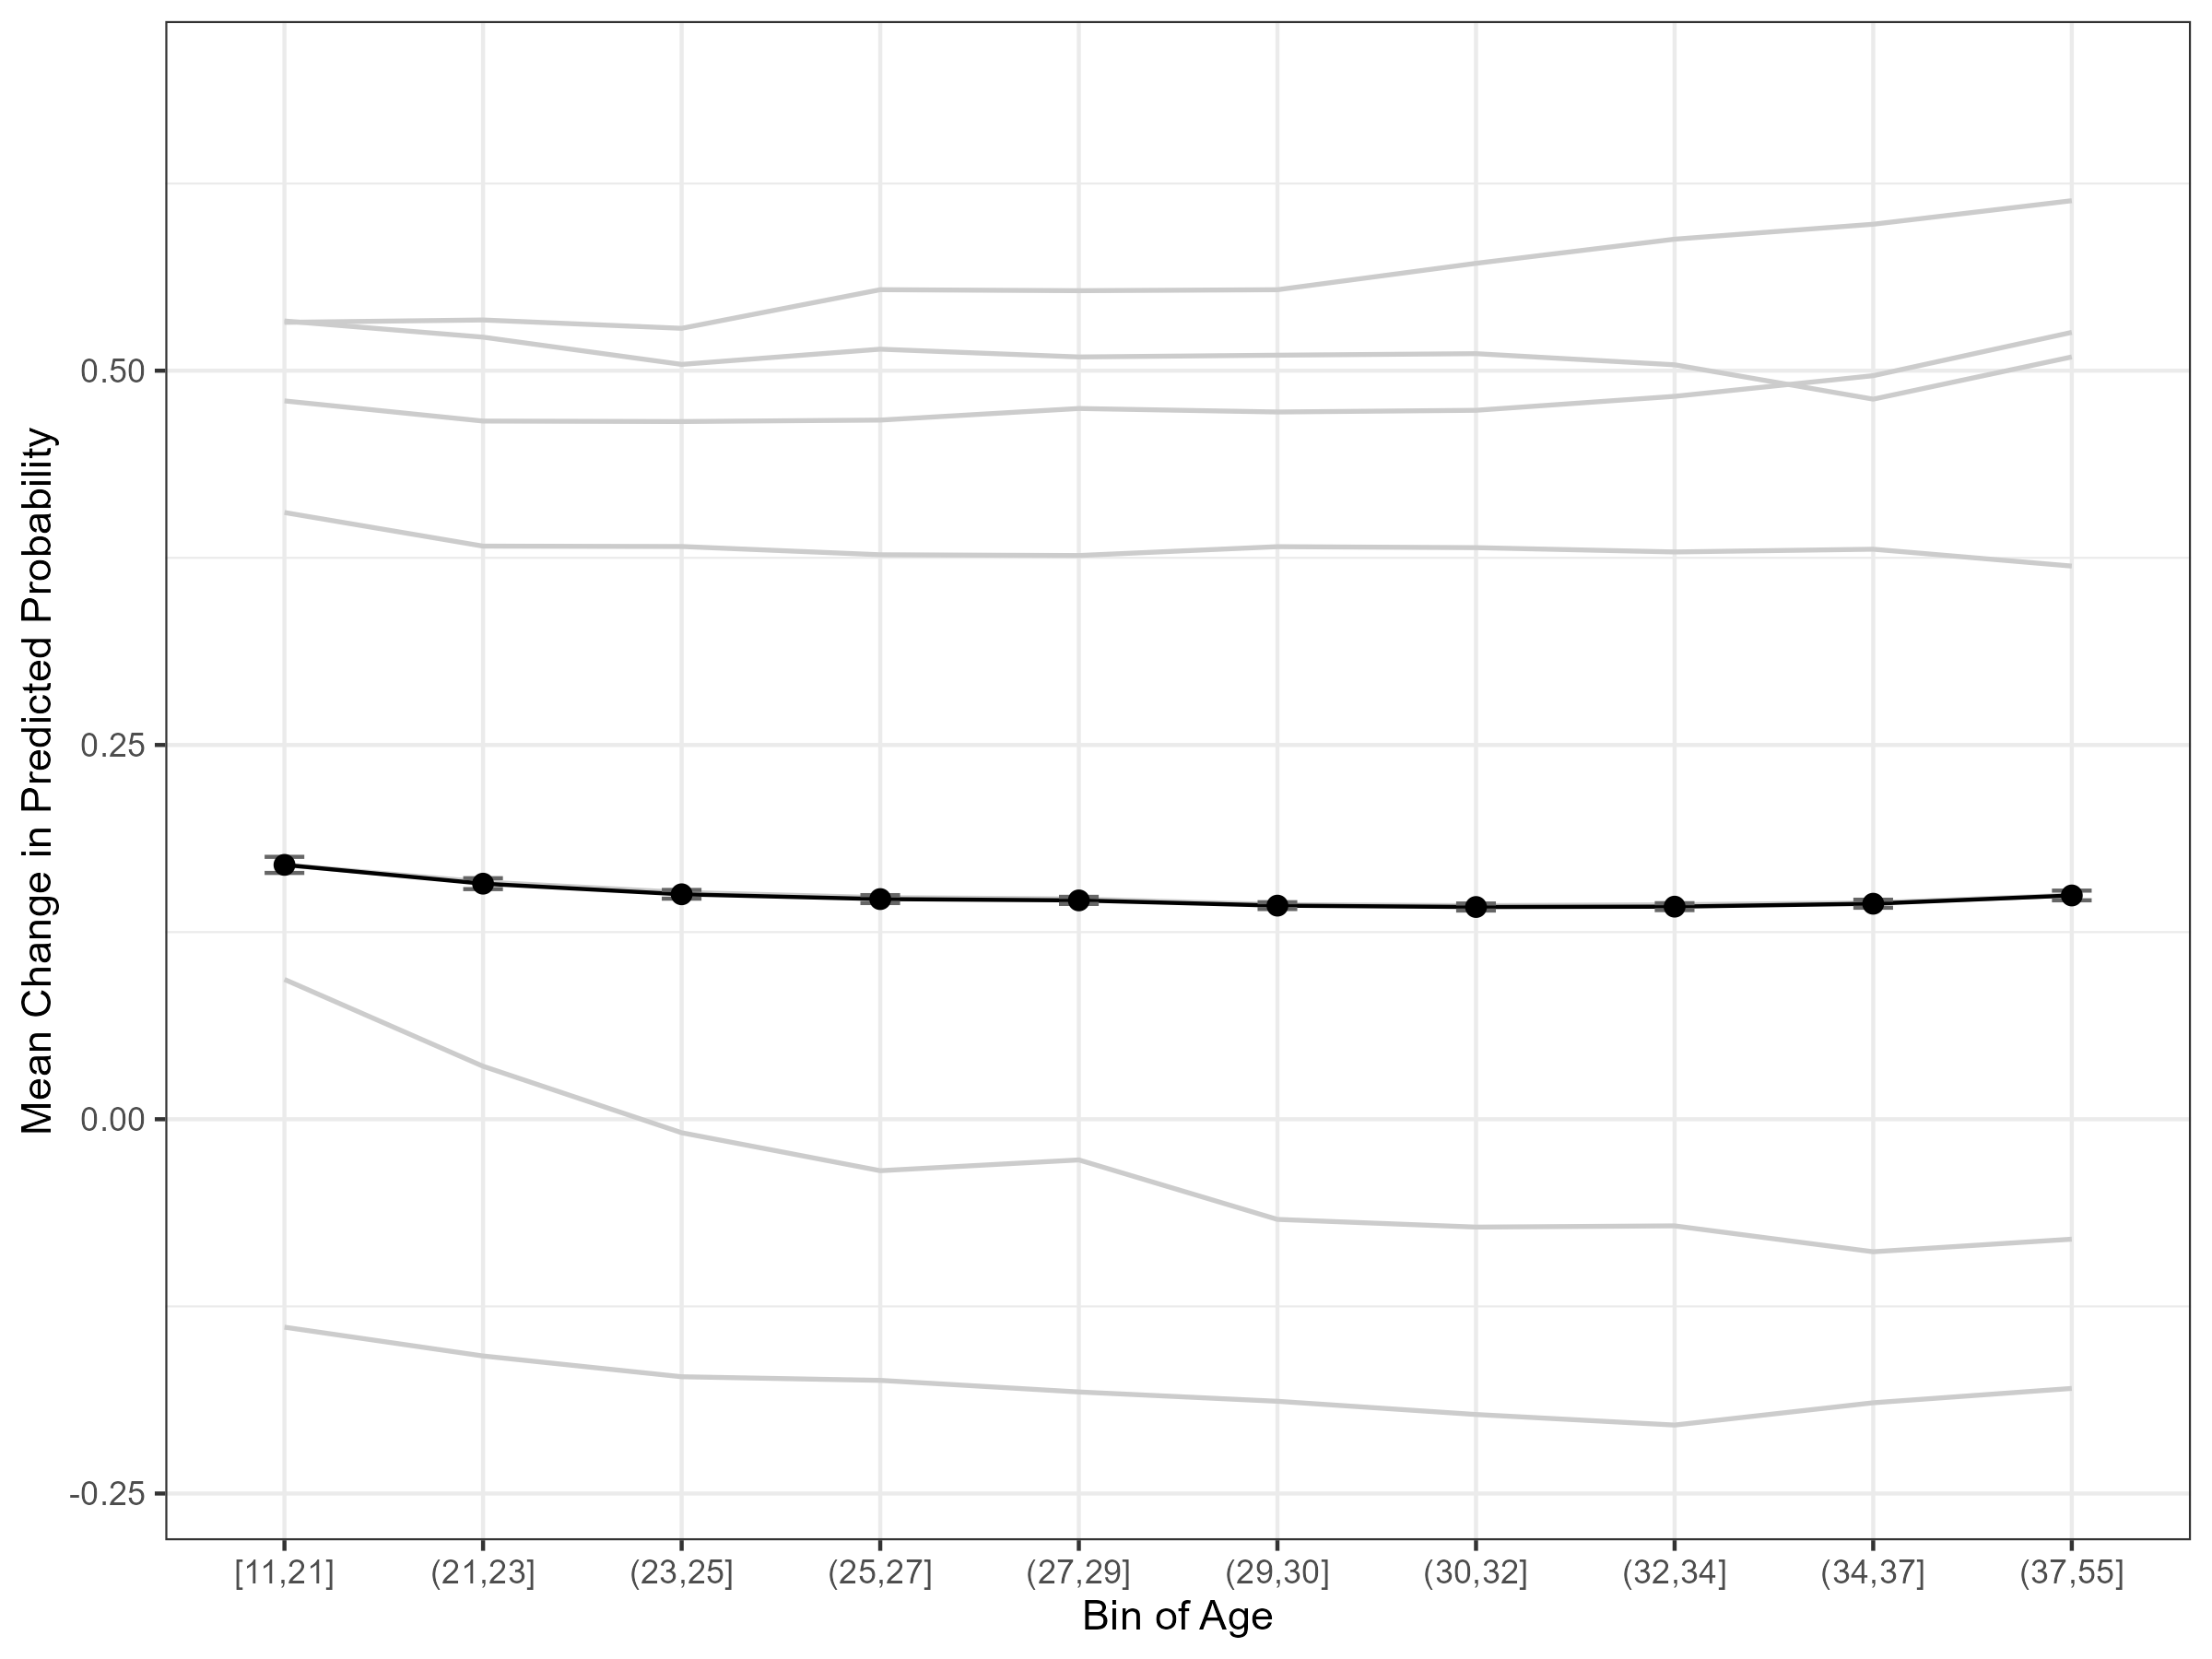 Mean Change in Predicted Probability
0.50
0.25
0.00
-0.25
[11,21] (21,23] (23,25] (25,27] (27,29] (29,30] (30,32] (32,34] (34,37] (37,55]
Bin of Age